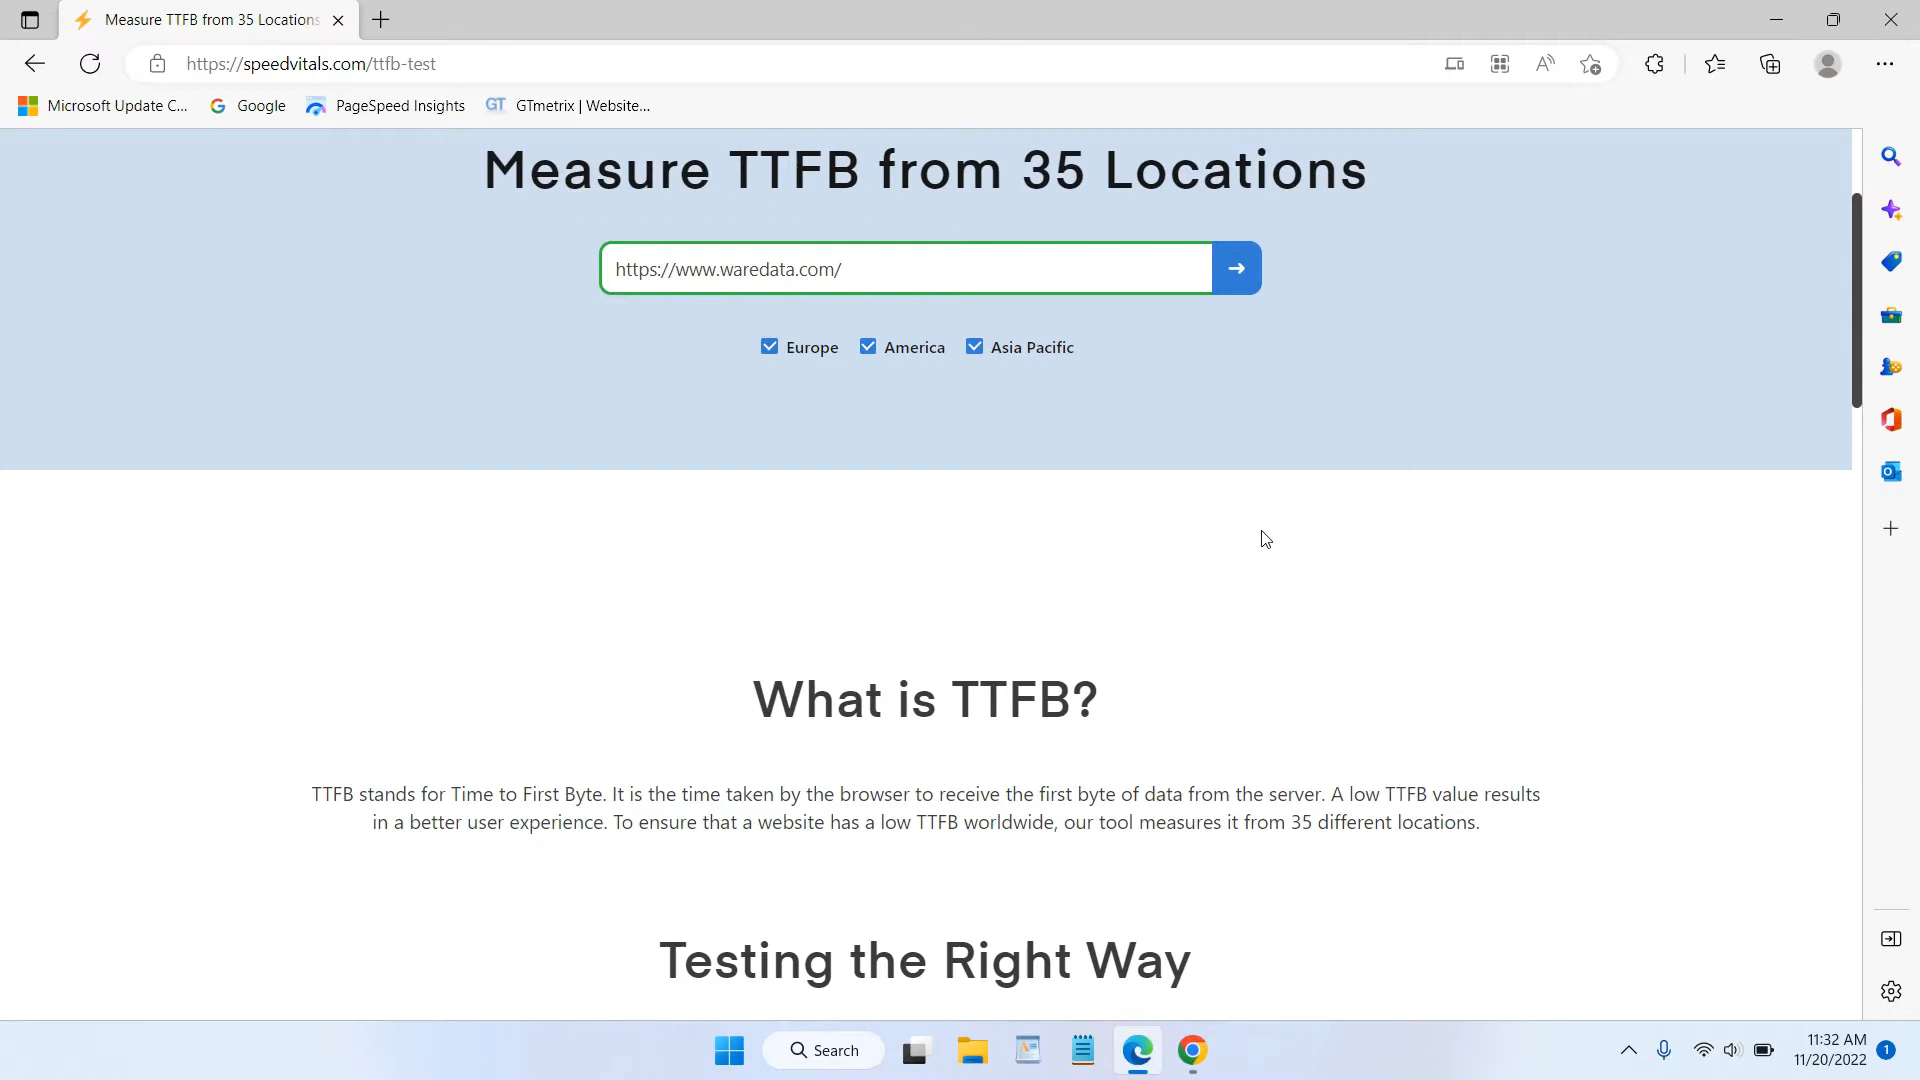 Measure TTFB from 35 Locations
https://speedvitals.com/ttfb-test
Microsoft Update C...
Google
PageSpeed Insights
GT
GTmetrix | Website...
Measure TTFB from 35 Locations
https://www.waredata.com/
Europe
America
Asia Pacific
What is TTFB?
TTFB stands for Time to First Byte. It is the time taken by the browser to receive the first byte of data from the server. A low TTFB value results
in a better user experience. To ensure that a website has a low TTFB worldwide, our tool measures it from 35 different locations.
Testing the Right Way
Search
11:32 AM
11/20/2022
1